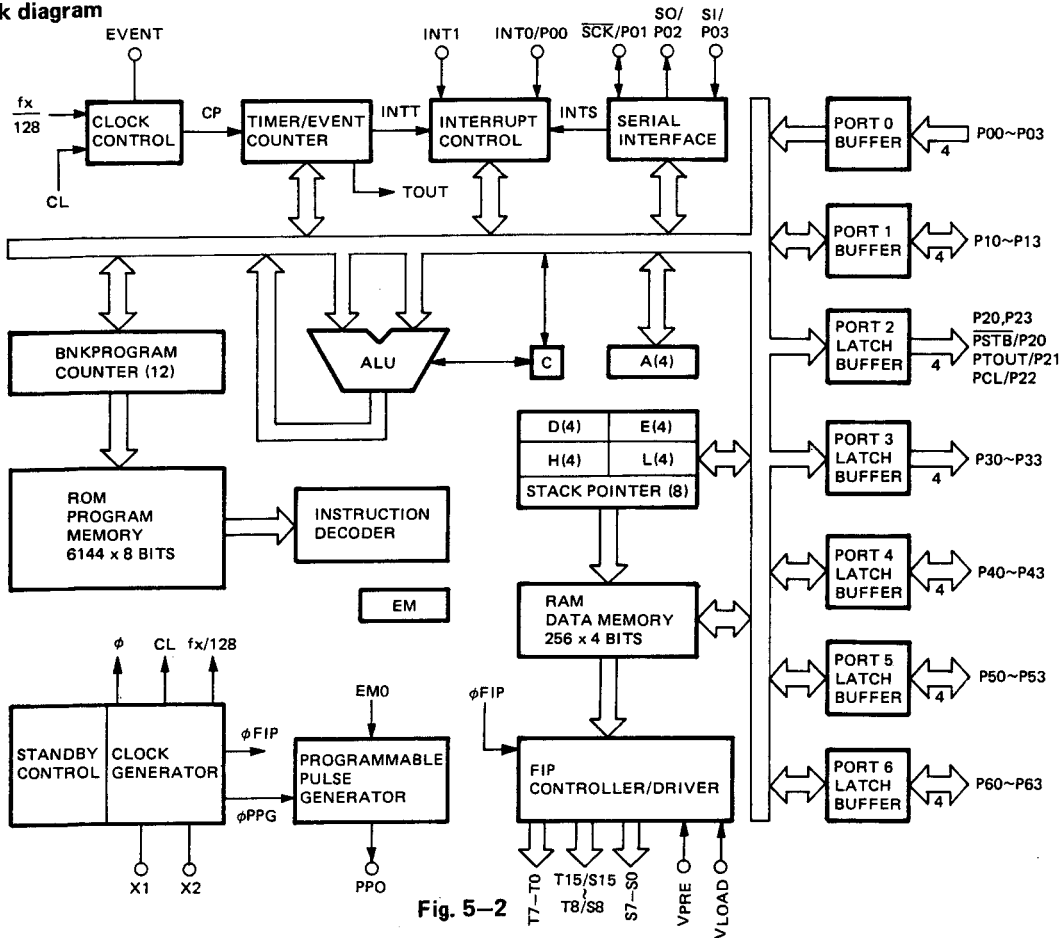 k diagram
EVENT
INT1
INT0/P00
SCK/P01
SO/
P02
SI/
P03
fx
128
CLOCK
CONTROL
CP
TIMER/EVENT
COUNTER
INTT
INTERRUPT
CONTROL
INTS
SERIAL
INTERFACE
CL
TOUT
PORT 0
BUFFER
4
P00~P03
PORT 1
BUFFER
4
P10~P13
BNKPROGRAM
COUNTER (12)
ALU
C
A(4)
PORT 2
LATCH
BUFFER
4
P20,P23
PSTB/P20
PTOUT/P21
PCL/P22
D(4)
E(4)
H(4)
L(4)
STACK POINTER (8)
PORT 3
LATCH
BUFFER
4
P30~P33
ROM
PROGRAM
MEMORY
6144 x 8 BITS
INSTRUCTION
DECODER
EM
RAM
DATA MEMORY
256 x 4 BITS
PORT 4
LATCH
BUFFER
4
P40~P43
PORT 5
LATCH
BUFFER
4
P50~P53
ϕ
CL
fx/128
STANDBY
CONTROL
CLOCK
GENERATOR
ϕFIP
ϕPPG
X1
X2
EM0
PROGRAMMABLE
PULSE
GENERATOR
PPO
ϕFIP
FIP
CONTROLLER/DRIVER
PORT 6
LATCH
BUFFER
4
P60~P63
T7–T0
T15/S15
~
T8/S8
S7–S0
VPRE
VLOAD
Fig. 5–2